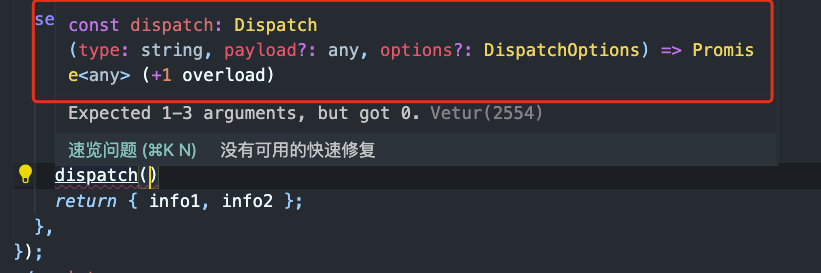 se
const dispatch: Dispatch
(type: string, payload?: any, options?: DispatchOptions) => Promis
e<any> (+1 overload)
Expected 1-3 arguments, but got 0. Vetur(2554)
速览问题 (⌘K N) 没有可用的快速修复
dispatch()
return { info1, info2 };
},
});